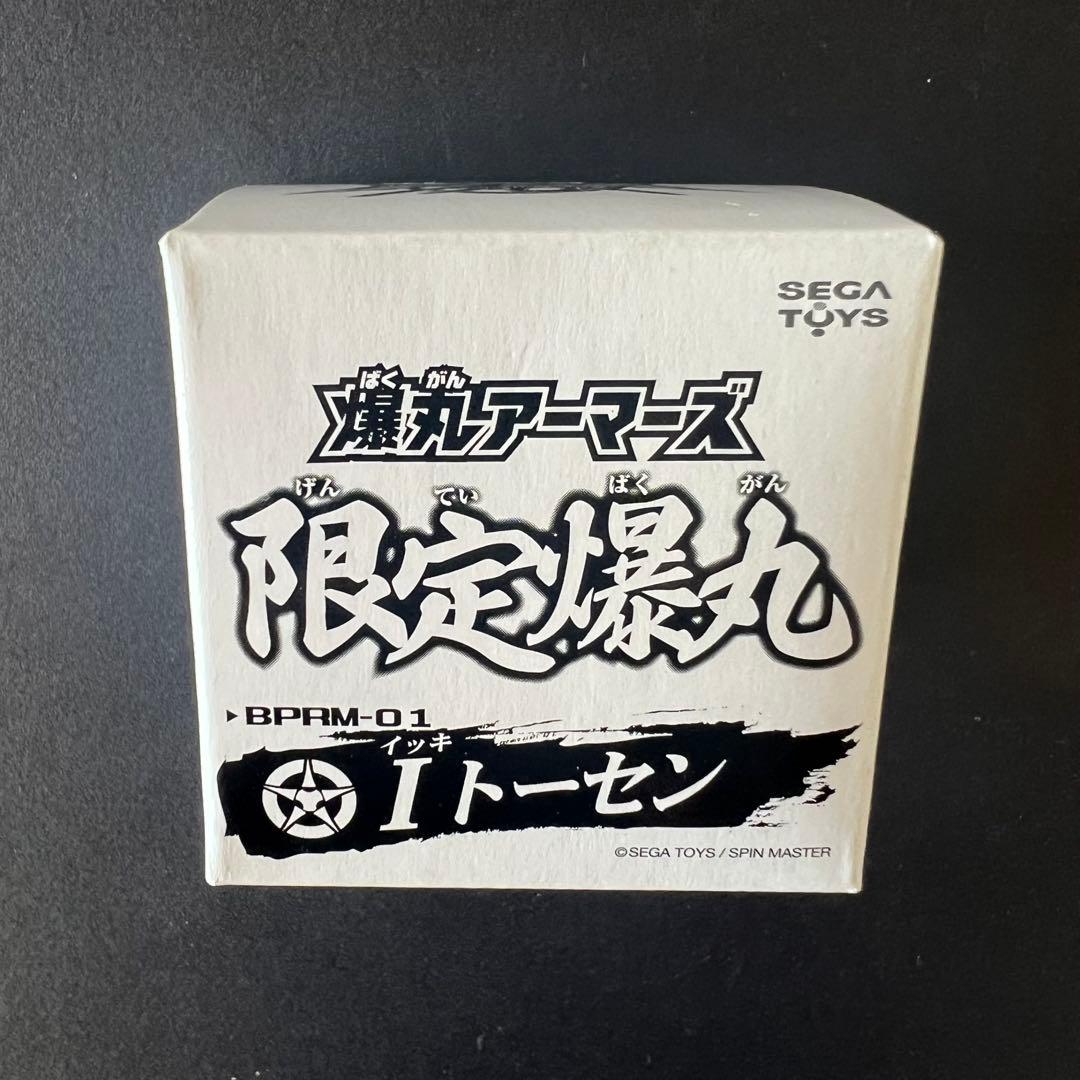 SEGA
TOYS
ばく がん
爆丸アーマーズ
げん てい ばく がん
限定爆丸
▶BPRM-01
イッキ
Iトーセン
©SEGA TOYS / SPIN MASTER